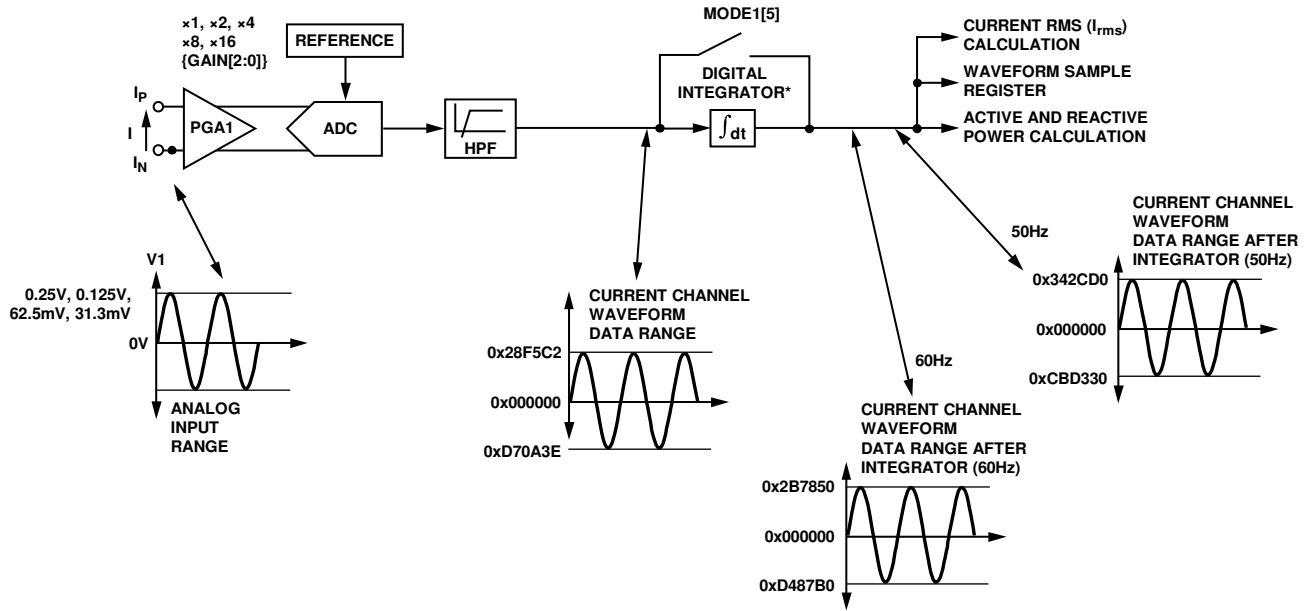 ×1, ×2, ×4
×8, ×16
{GAIN[2:0]}
REFERENCE
MODE1[5]
CURRENT RMS (Irms)
CALCULATION
IP
I
IN
PGA1
ADC
HPF
DIGITAL
INTEGRATOR*
∫dt
WAVEFORM SAMPLE
REGISTER
ACTIVE AND REACTIVE
POWER CALCULATION
V1
0.25V, 0.125V,
62.5mV, 31.3mV
0V
ANALOG
INPUT
RANGE
CURRENT CHANNEL
WAVEFORM
DATA RANGE
0x28F5C2
0x000000
0xD70A3E
60Hz
CURRENT CHANNEL
WAVEFORM
DATA RANGE AFTER
INTEGRATOR (60Hz)
0x2B7850
0x000000
0xD487B0
50Hz
CURRENT CHANNEL
WAVEFORM
DATA RANGE AFTER
INTEGRATOR (50Hz)
0x342CD0
0x000000
0xCBD330